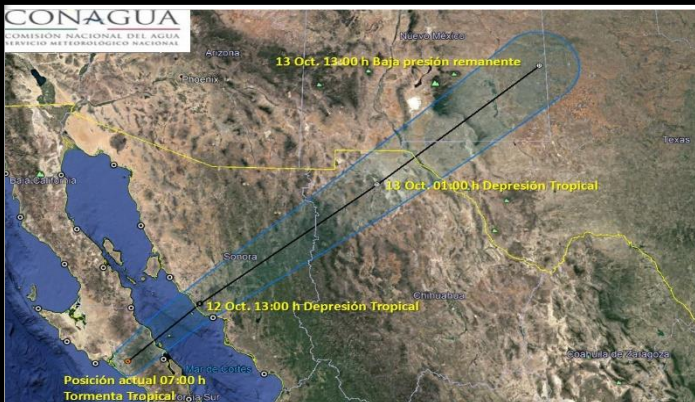 CONAGUA
COMISIÓN NACIONAL DEL AGUA
SERVICIO METEOROLÓGICO NACIONAL
Nuevo México
Arizona
13 Oct. 13:00 h Baja presión remanente
Phoenix
Texas
Baja California
13 Oct. 01:00 h Depresión Tropical
Sonora
Chihuahua
12 Oct. 13:00 h Depresión Tropical
Coahuila de Zaragoza
Mar de Cortés
Posición actual 07:00 h
Tormenta Tropical
Sur